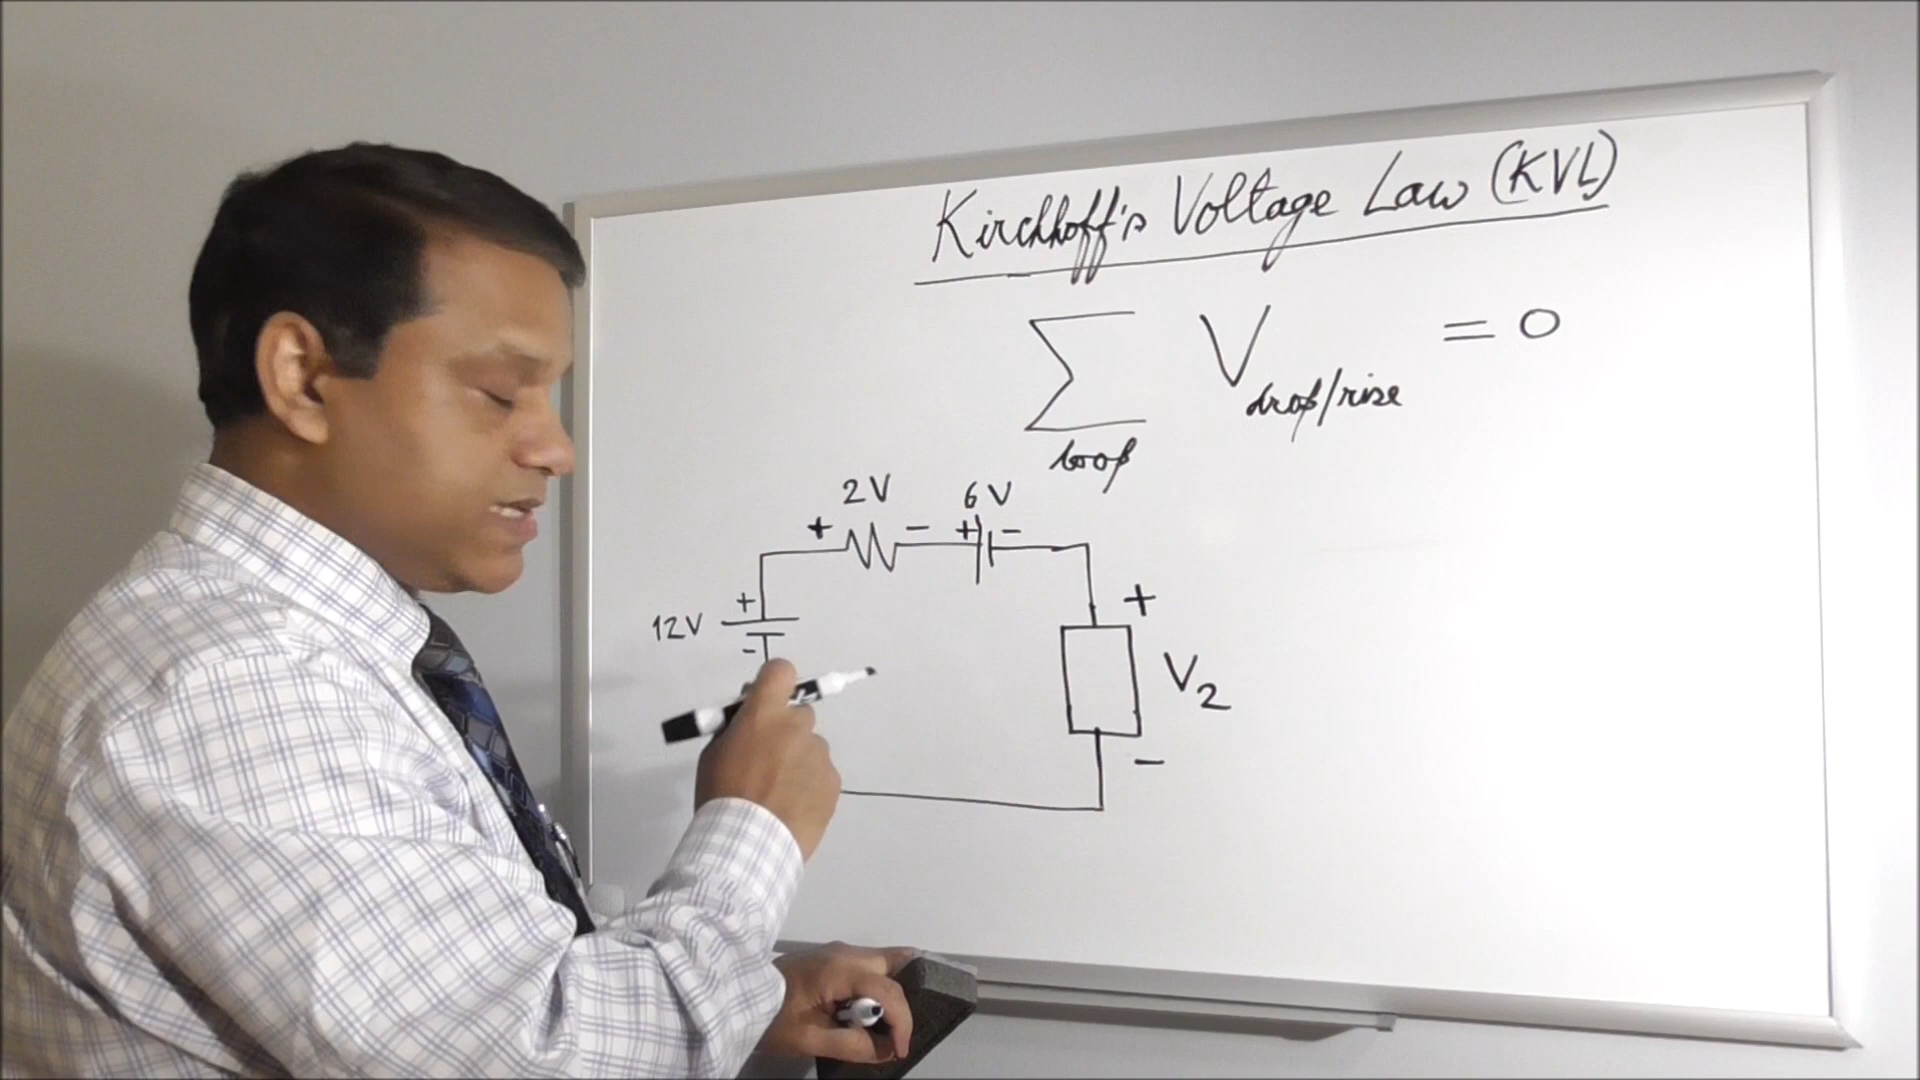 Kirchhoff's Voltage Law (KVL)
∑ V drop/rise = 0
loop
2V 6V
+ - + -
+
12V
-
+
V2
-